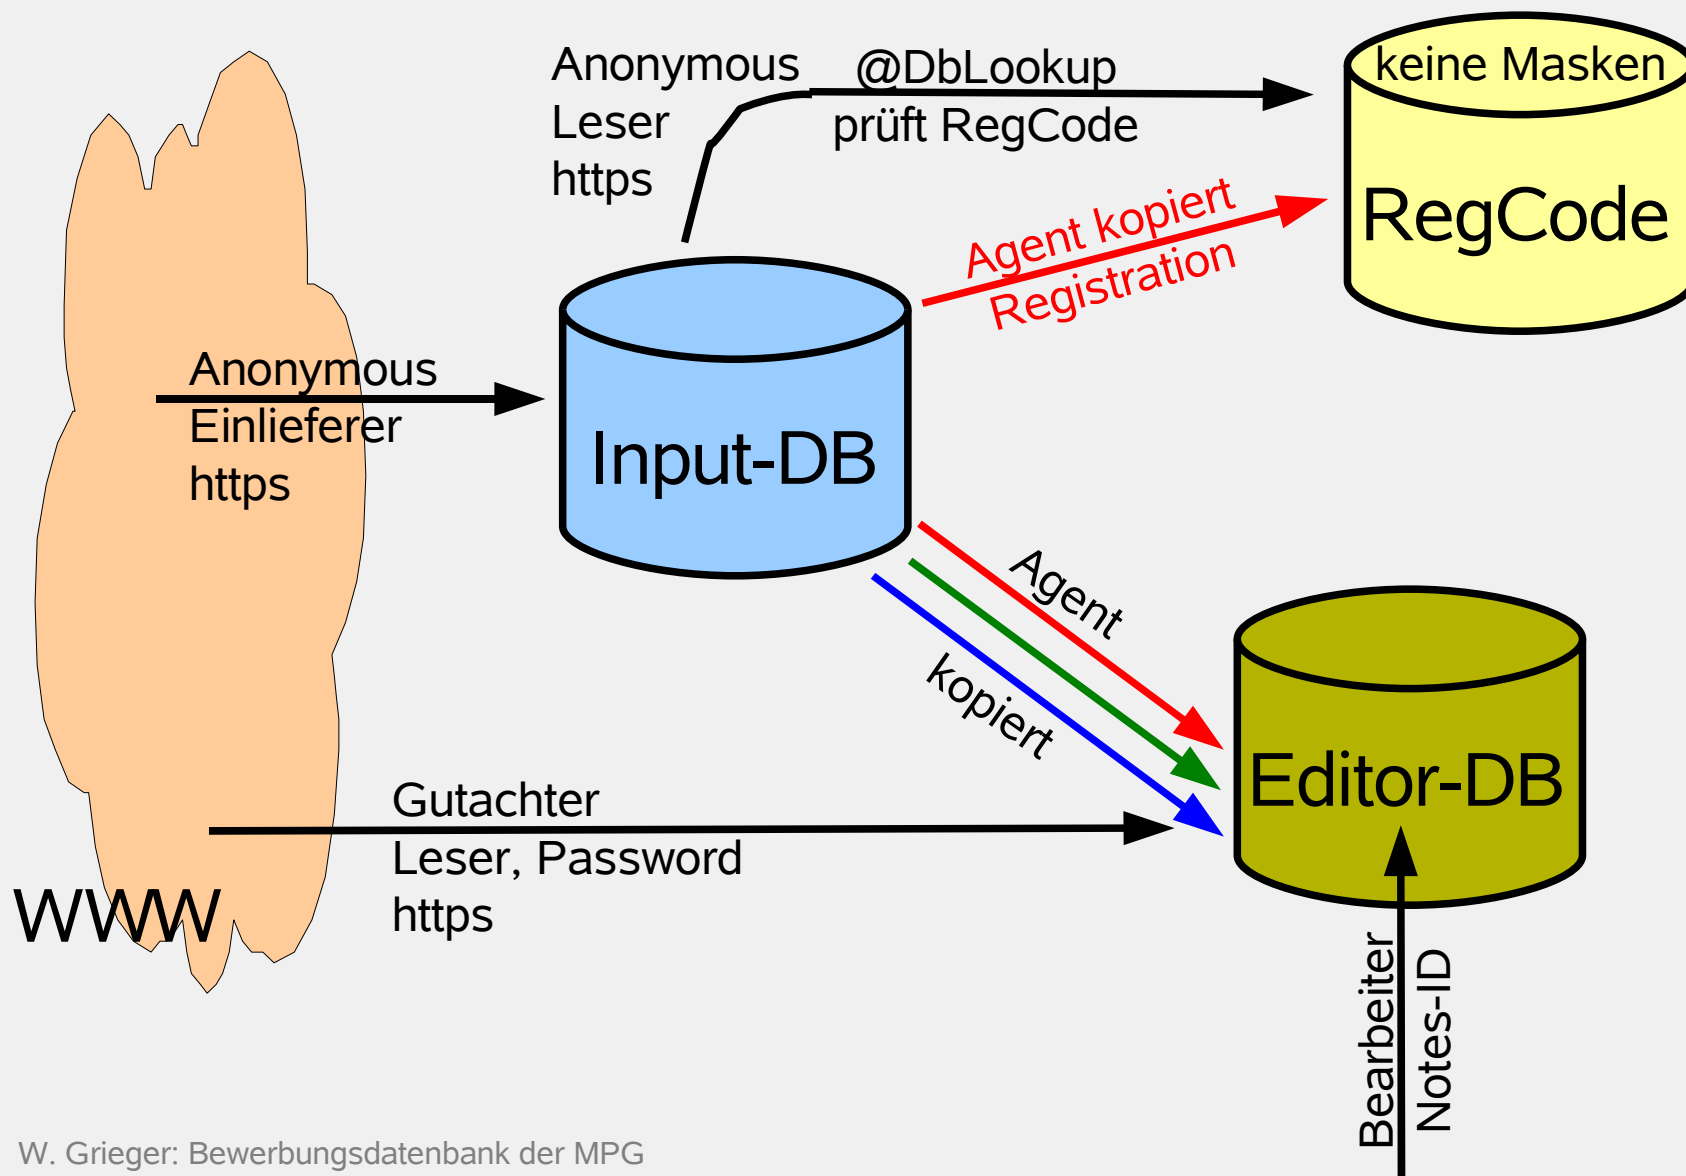 Anonymous
Leser
https
@DbLookup
prüft RegCode
keine Masken
RegCode
Agent kopiert
Registration
Anonymous
Einlieferer
https
Input-DB
Agent
kopiert
Editor-DB
Gutachter
Leser, Password
https
WWW
Bearbeiter
Notes-ID
W. Grieger: Bewerbungsdatenbank der MPG